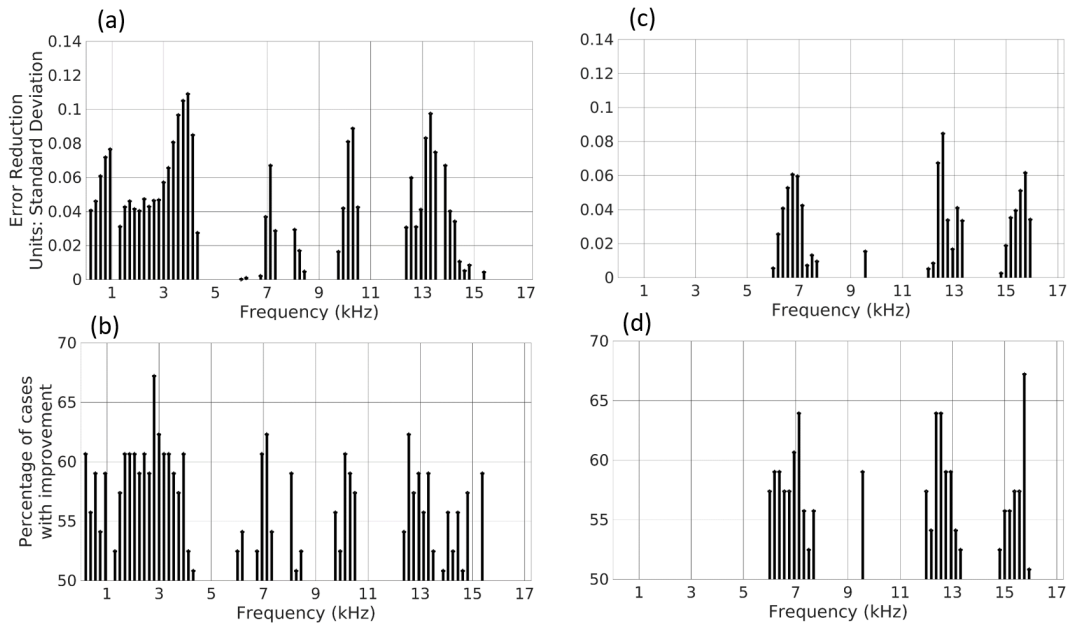 (a)
0.14
0.12
0.1
0.08
0.06
0.04
0.02
0
Error Reduction
Units: Standard Deviation
1 3 5 7 9 11 13 15 17
Frequency (kHz)
(c)
0.14
0.12
0.1
0.08
0.06
0.04
0.02
0
1 3 5 7 9 11 13 15 17
Frequency (kHz)
(b)
70
65
60
55
50
Percentage of cases
with improvement
1 3 5 7 9 11 13 15 17
Frequency (kHz)
(d)
70
65
60
55
50
1 3 5 7 9 11 13 15 17
Frequency (kHz)